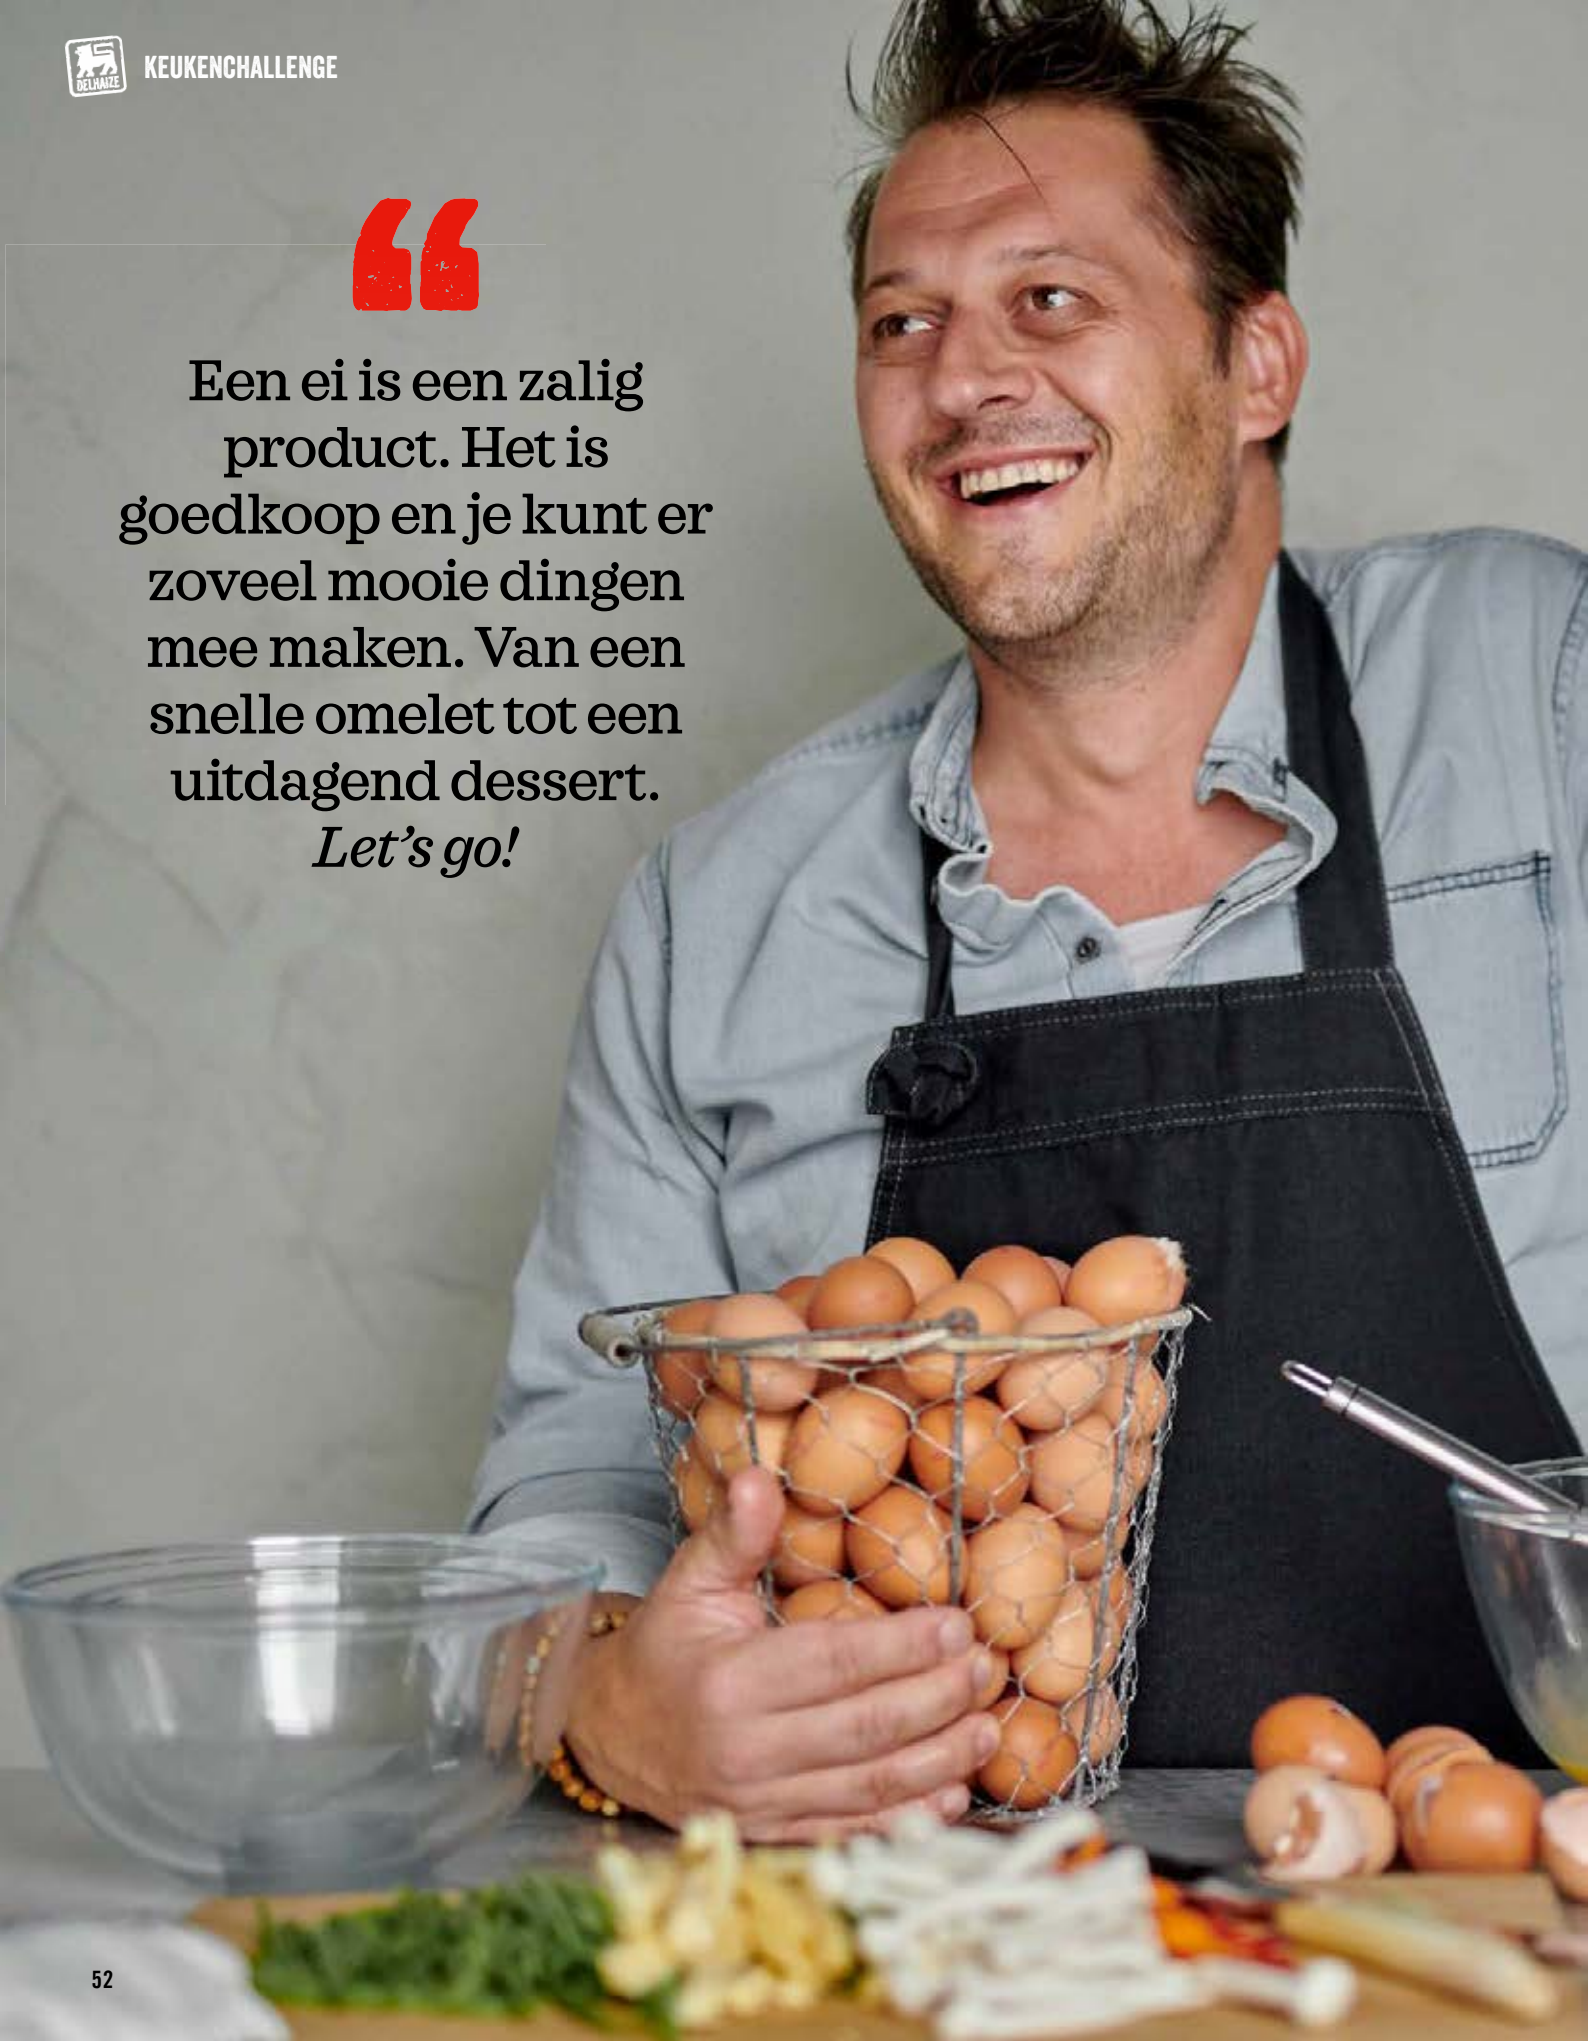 DELHAIZE
KEUKENCHALLENGE
“
Een ei is een zalig
product. Het is
goedkoop en je kunt er
zoveel mooie dingen
mee maken. Van een
snelle omelet tot een
uitdagend dessert.
Let’s go!
52